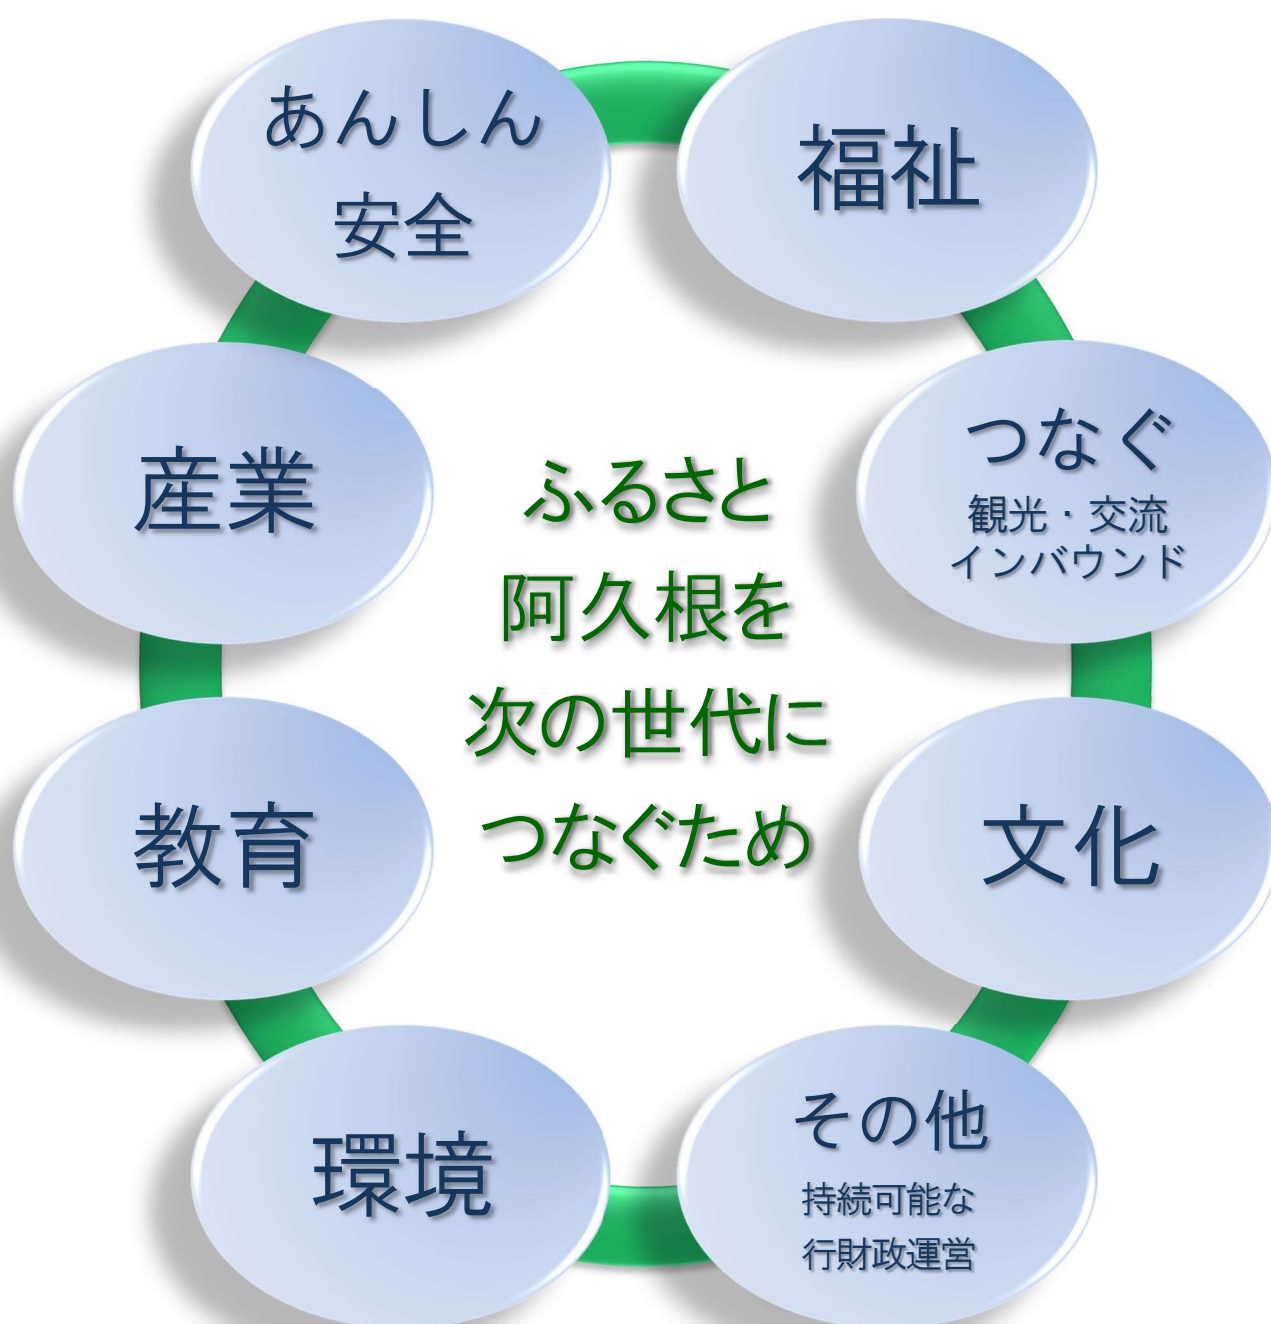 あんしん
安全
福祉
つなぐ
観光・交流
インバウンド
文化
その他
持続可能な
行財政運営
環境
教育
産業
ふるさと
阿久根を
次の世代に
つなぐため